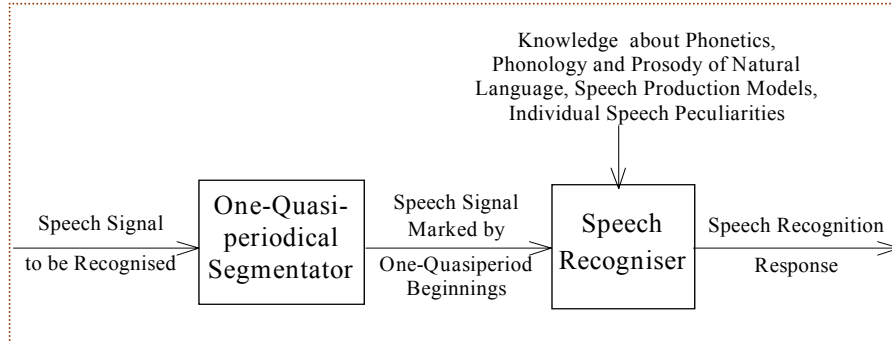 Knowledge about Phonetics,
Phonology and Prosody of Natural
Language, Speech Production Models,
Individual Speech Peculiarities
Speech Signal
to be Recognised
One-Quasi-
periodical
Segmentator
Speech Signal
Marked by
One-Quasiperiod
Beginnings
Speech
Recogniser
Speech Recognition
Response